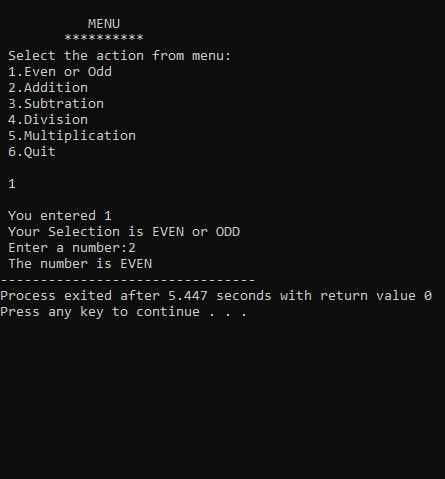 MENU
**********
Select the action from menu:
1.Even or Odd
2.Addition
3.Subtration
4.Division
5.Multiplication
6.Quit
1
You entered 1
Your Selection is EVEN or ODD
Enter a number:2
The number is EVEN
--------------------------------
Process exited after 5.447 seconds with return value 0
Press any key to continue . . .